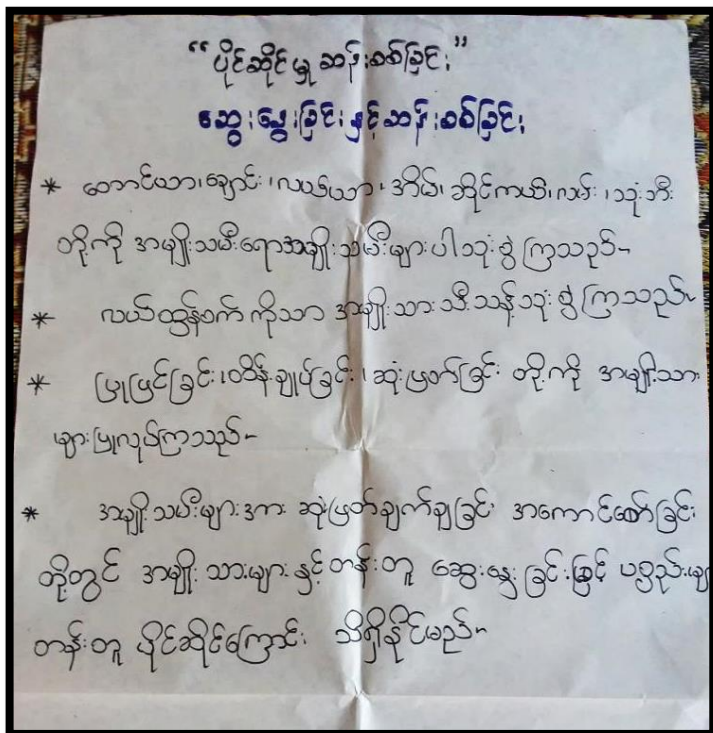 “ပိုင်ဆိုင်မှု ဆန်းစစ်ခြင်း”
ဆွေးနွေးခြင်းနှင့်ဆန်းစစ်ခြင်း
* တောင်ယာ၊ချောင်း၊လယ်ယာ၊အိမ်၊ဆိုင်ကယ်၊လမ်း၊သုံးဘီး
တို့ကို အမျိုးသမီးရောအမျိုးသမီးများပါသုံးစွဲကြသည်။
* လယ်ထွန်စက်ကိုသာ အမျိုးသားသီးသန့်သုံးစွဲကြသည်။
* ပြုပြင်ခြင်း၊ထိန်းချုပ်ခြင်း၊ဆုံးဖြတ်ခြင်း တို့ကို အမျိုးသား
များပြုလုပ်ကြသည်။
* အမျိုးသမီးများအား ဆုံးဖြတ်ချက်ချခြင်း အကောင်အထည်ဖော်ခြင်း
တို့တွင် အမျိုးသားများနှင့်တန်းတူ ဆွေးနွေးခြင်းဖြင့် ပစ္စည်းများ
တန်းတူ ပိုင်ဆိုင်ကြောင်း သိရှိနိုင်မည်။